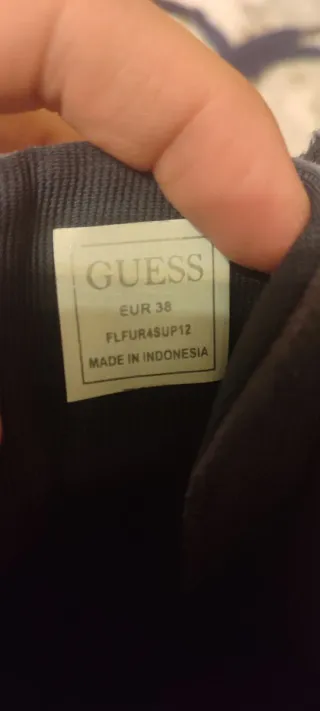 GUESS
EUR 38
FLFUR4SUP12
MADE IN INDONESIA